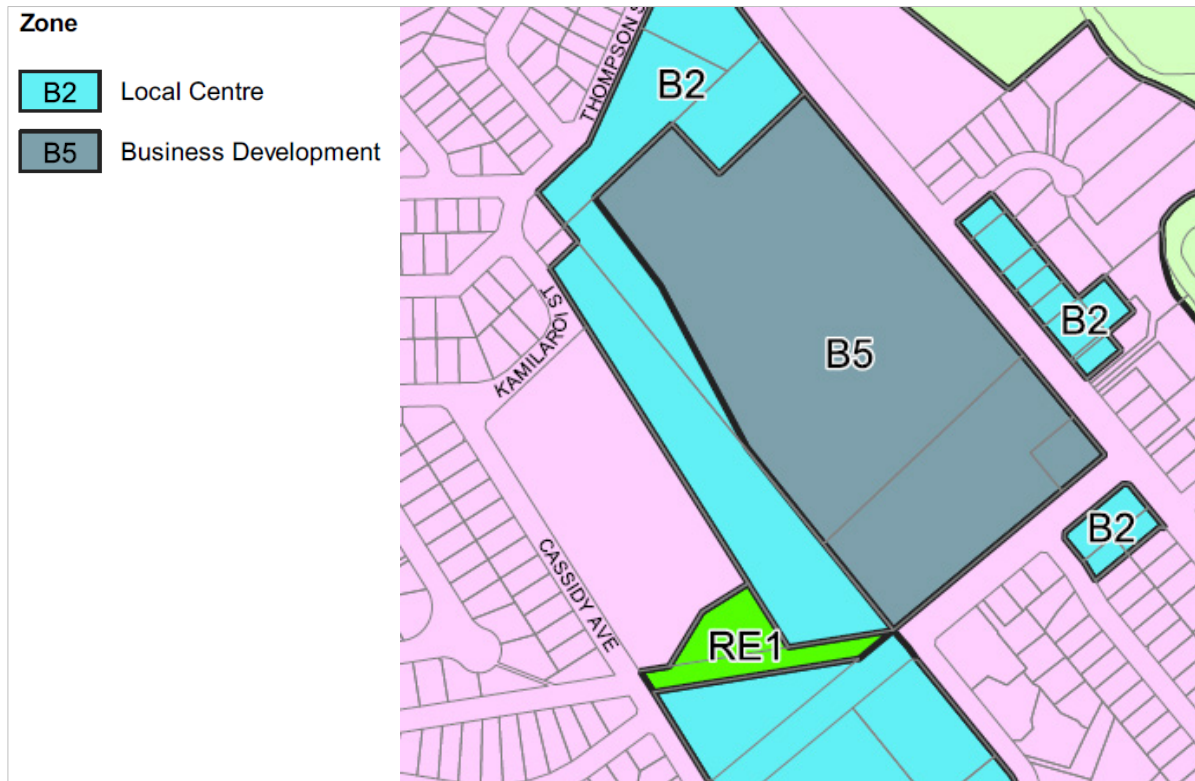 Zone
B2 Local Centre
B5 Business Development
THOMPSON S
B2
KAMILAROI ST
B5
B2
B2
CASSIDY AVE
RE1